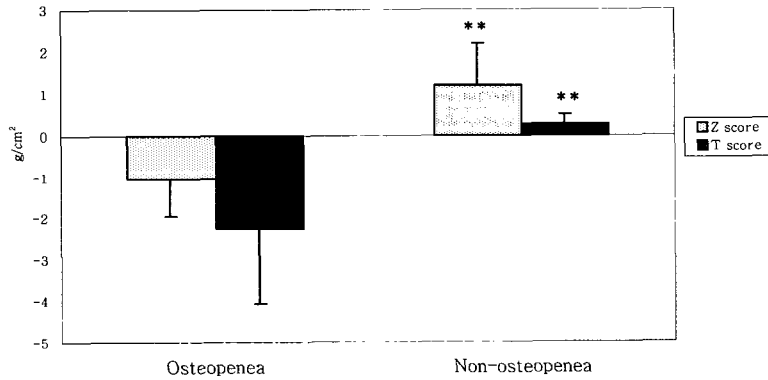 3
2
**
1
**
0
-1
-2
-3
-4
-5
g/cm²
Z score
T score
Osteopenea
Non-osteopenea